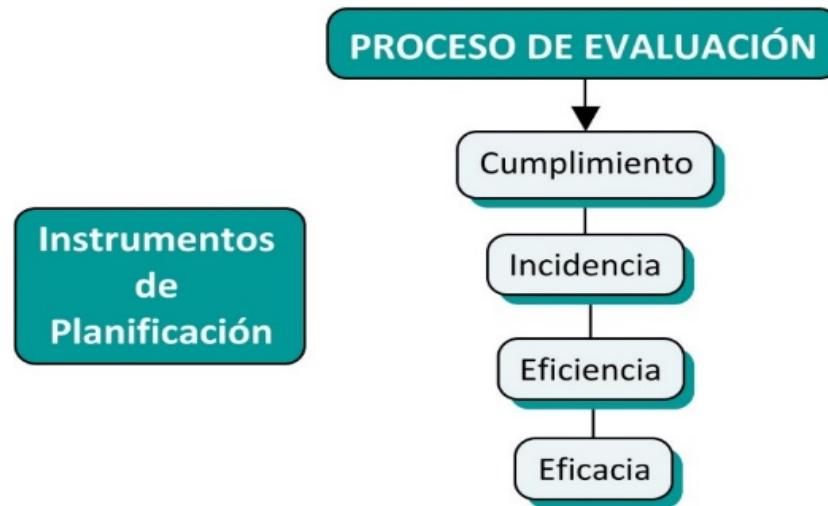 PROCESO DE EVALUACIÓN
Cumplimiento
Instrumentos
de
Planificación
Incidencia
Eficiencia
Eficacia